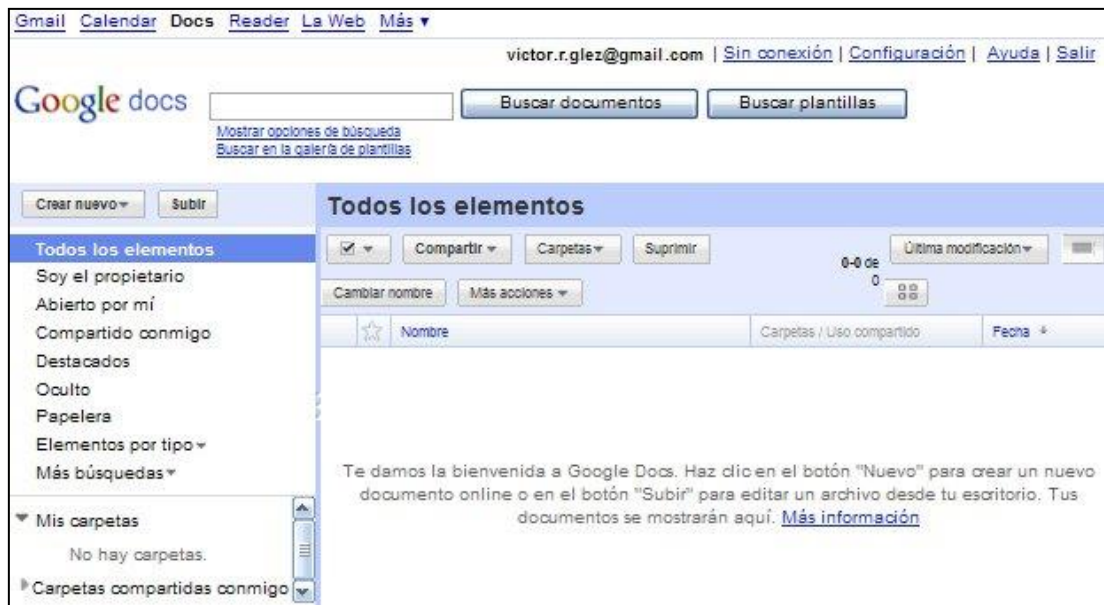 Gmail Calendar Docs Reader La Web Más ▼
victor.r.glez@gmail.com | Sin conexión | Configuración | Ayuda | Salir
Google docs Buscar documentos Buscar plantillas
Mostrar opciones de búsqueda
Buscar en la galería de plantillas
Crear nuevo Subir
Todos los elementos
Todos los elementos
Soy el propietario
Abierto por mí
Compartido conmigo
Destacados
Oculto
Papelera
Elementos por tipo
Más búsquedas
Mis carpetas
No hay carpetas.
Carpetas compartidas conmigo
Compartir Carpetas Suprimir
0-0 de
0
Última modificación
Cambiar nombre Más acciones
Nombre Carpetas / Uso compartido Fecha
Te damos la bienvenida a Google Docs. Haz clic en el botón "Nuevo" para crear un nuevo
documento online o en el botón "Subir" para editar un archivo desde tu escritorio. Tus
documentos se mostrarán aquí. Más información